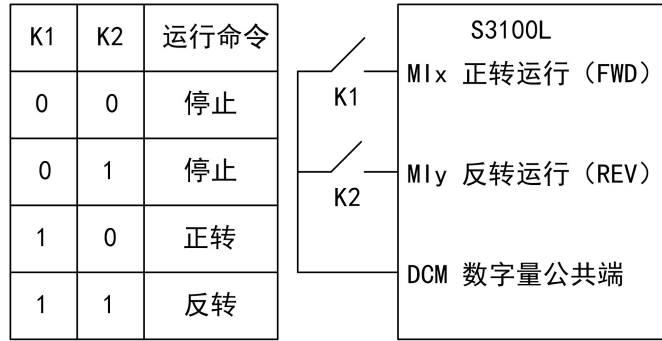 K1 K2 运行命令
0 0 停止
0 1 停止
1 0 正转
1 1 反转
S3100L
K1
MIx 正转运行（FWD）
K2
MIy 反转运行（REV）
DCM 数字量公共端